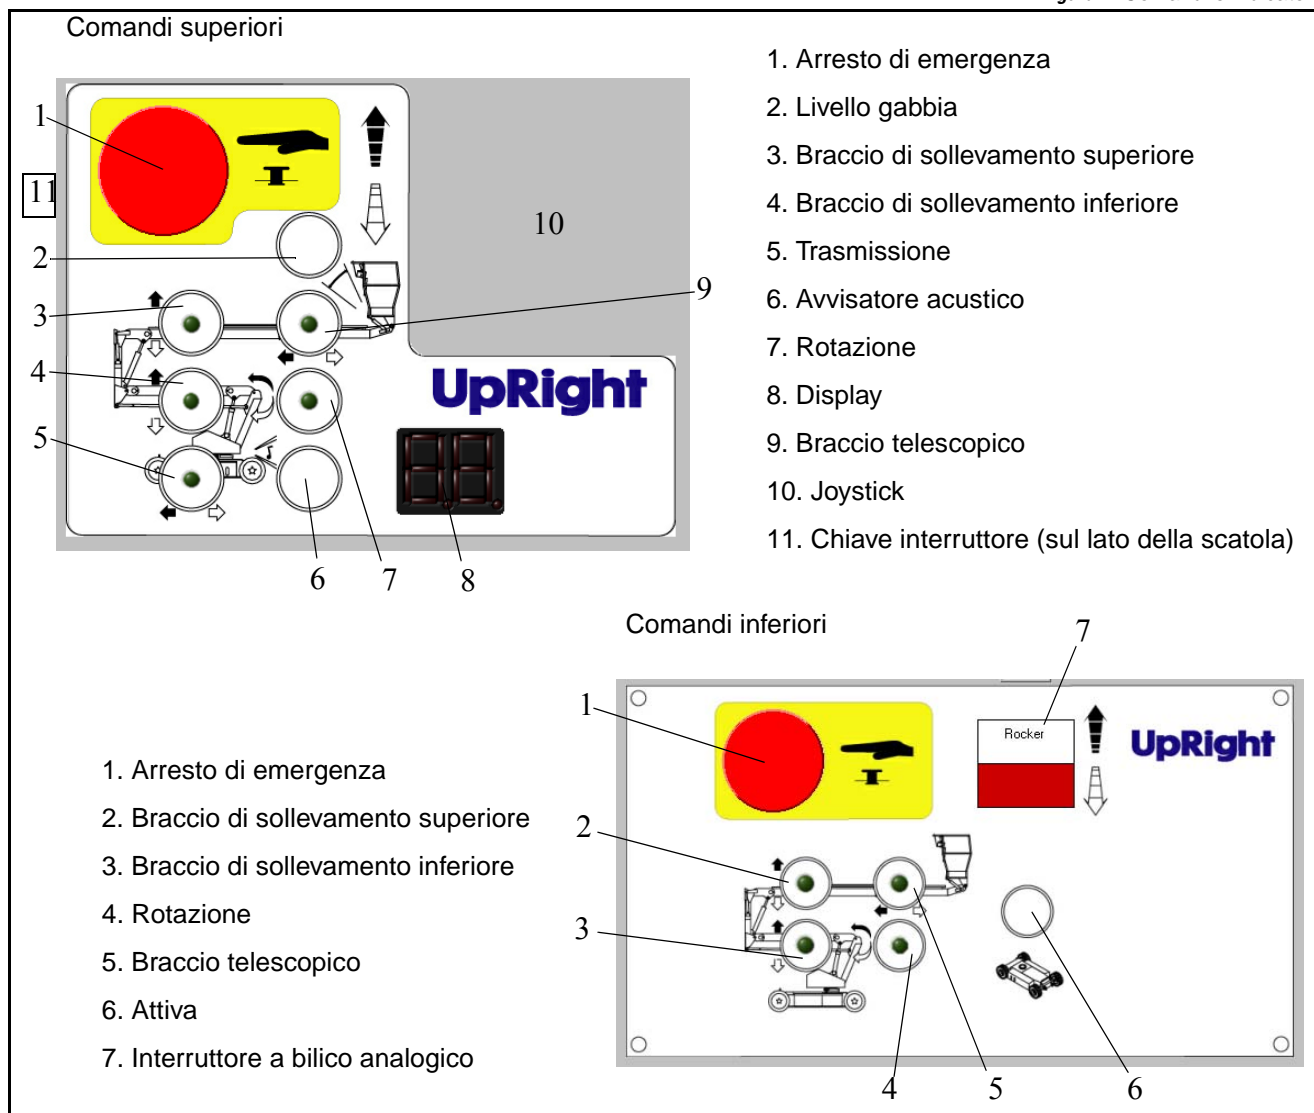 Comandi superiori
1. Arresto di emergenza
2. Livello gabbia
3. Braccio di sollevamento superiore
4. Braccio di sollevamento inferiore
5. Trasmissione
6. Avvisatore acustico
7. Rotazione
8. Display
9. Braccio telescopico
10. Joystick
11. Chiave interruttore (sul lato della scatola)
1
11
2
3
4
5
6
7
8
9
10
UpRight
Comandi inferiori
1
2
3
4
5
6
7
Rocker
UpRight
1. Arresto di emergenza
2. Braccio di sollevamento superiore
3. Braccio di sollevamento inferiore
4. Rotazione
5. Braccio telescopico
6. Attiva
7. Interruttore a bilico analogico